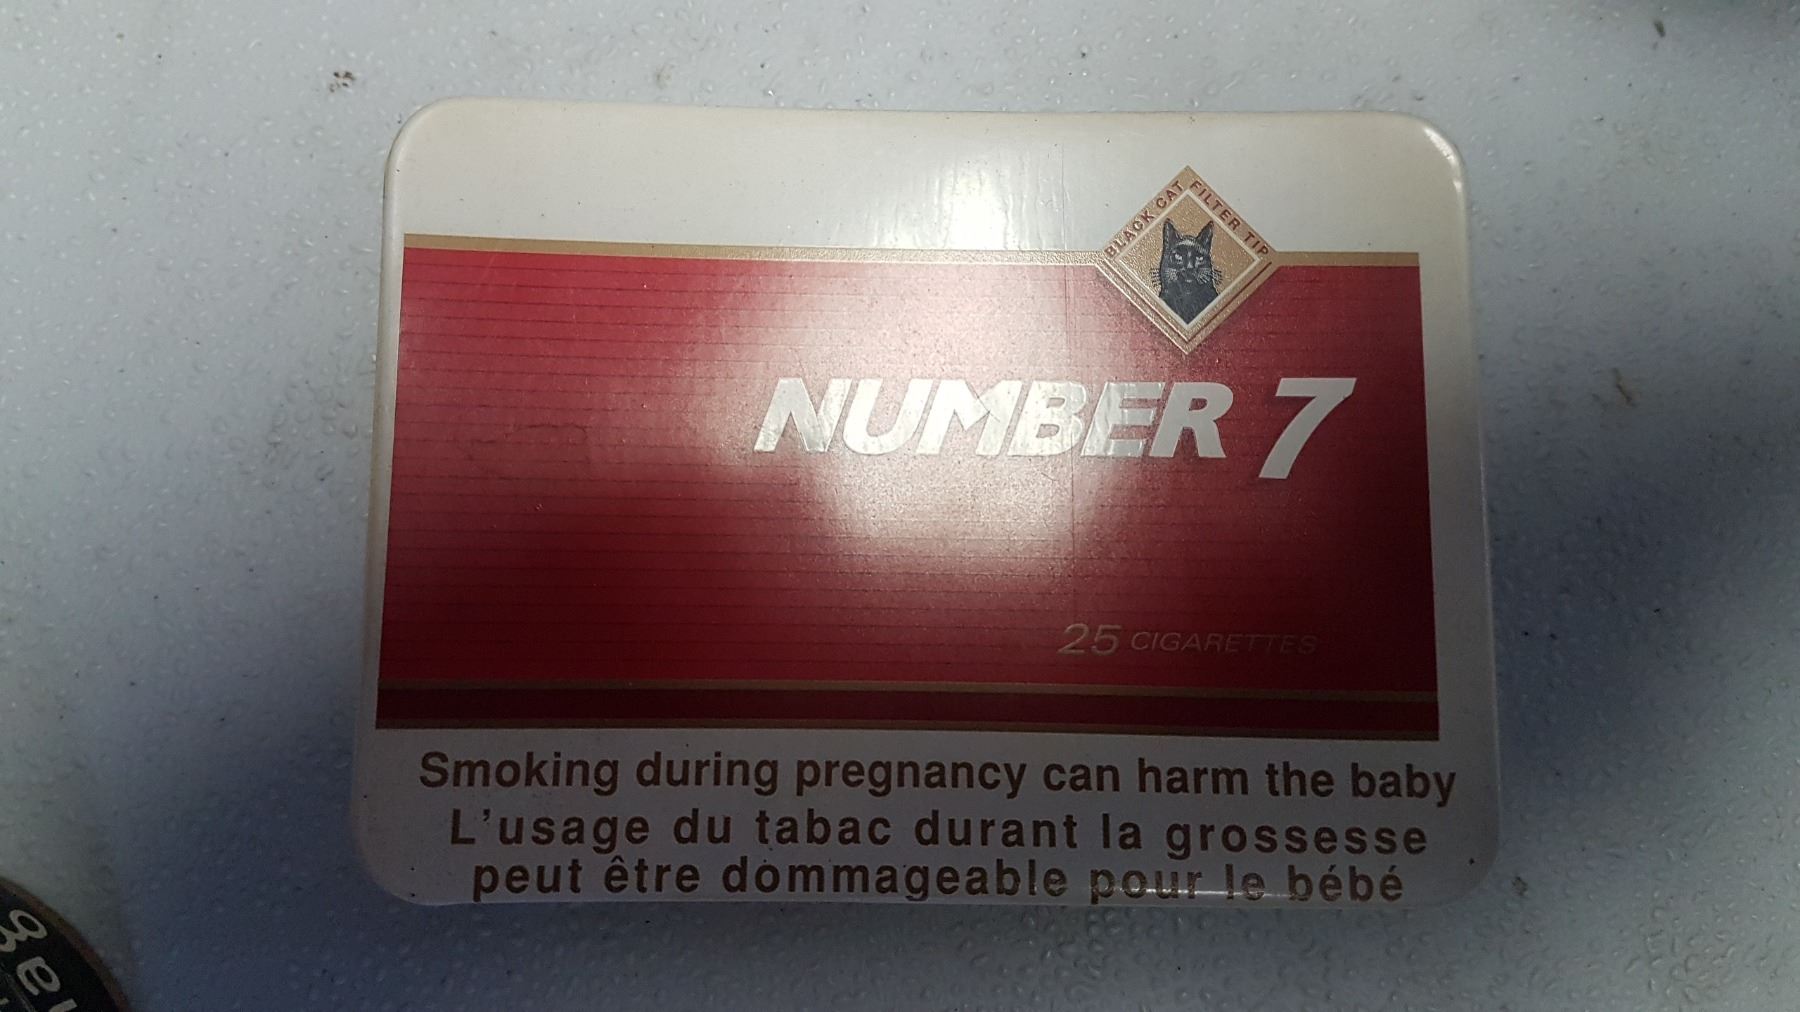 BLACK CAT FILTER TIP
NUMBER 7
25 CIGARETTES
Smoking during pregnancy can harm the baby
L'usage du tabac durant la grossesse
peut être dommageable pour le bébé